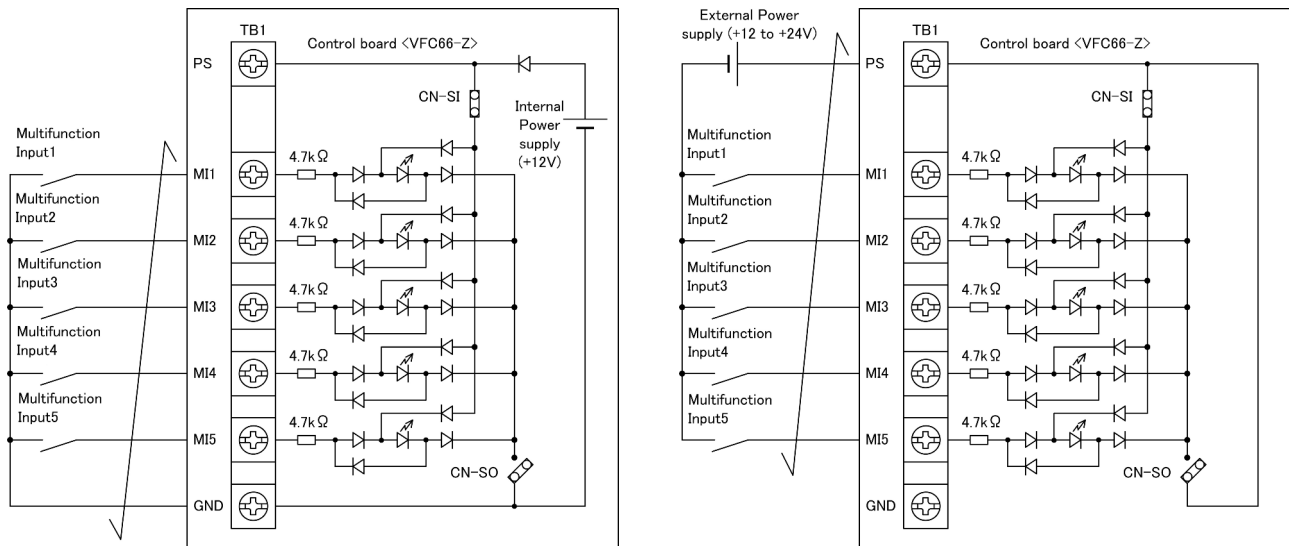 TB1
Control board <VFC66-Z>
PS
CN-SI
Internal
Power
supply
(+12V)
Multifunction
Input1
4.7kΩ
MI1
Multifunction
Input2
4.7kΩ
MI2
Multifunction
Input3
4.7kΩ
MI3
Multifunction
Input4
4.7kΩ
MI4
Multifunction
Input5
4.7kΩ
MI5
CN-SO
GND
External Power
supply (+12 to +24V)
TB1
Control board <VFC66-Z>
PS
CN-SI
Multifunction
Input1
4.7kΩ
MI1
Multifunction
Input2
4.7kΩ
MI2
Multifunction
Input3
4.7kΩ
MI3
Multifunction
Input4
4.7kΩ
MI4
Multifunction
Input5
4.7kΩ
MI5
CN-SO
GND